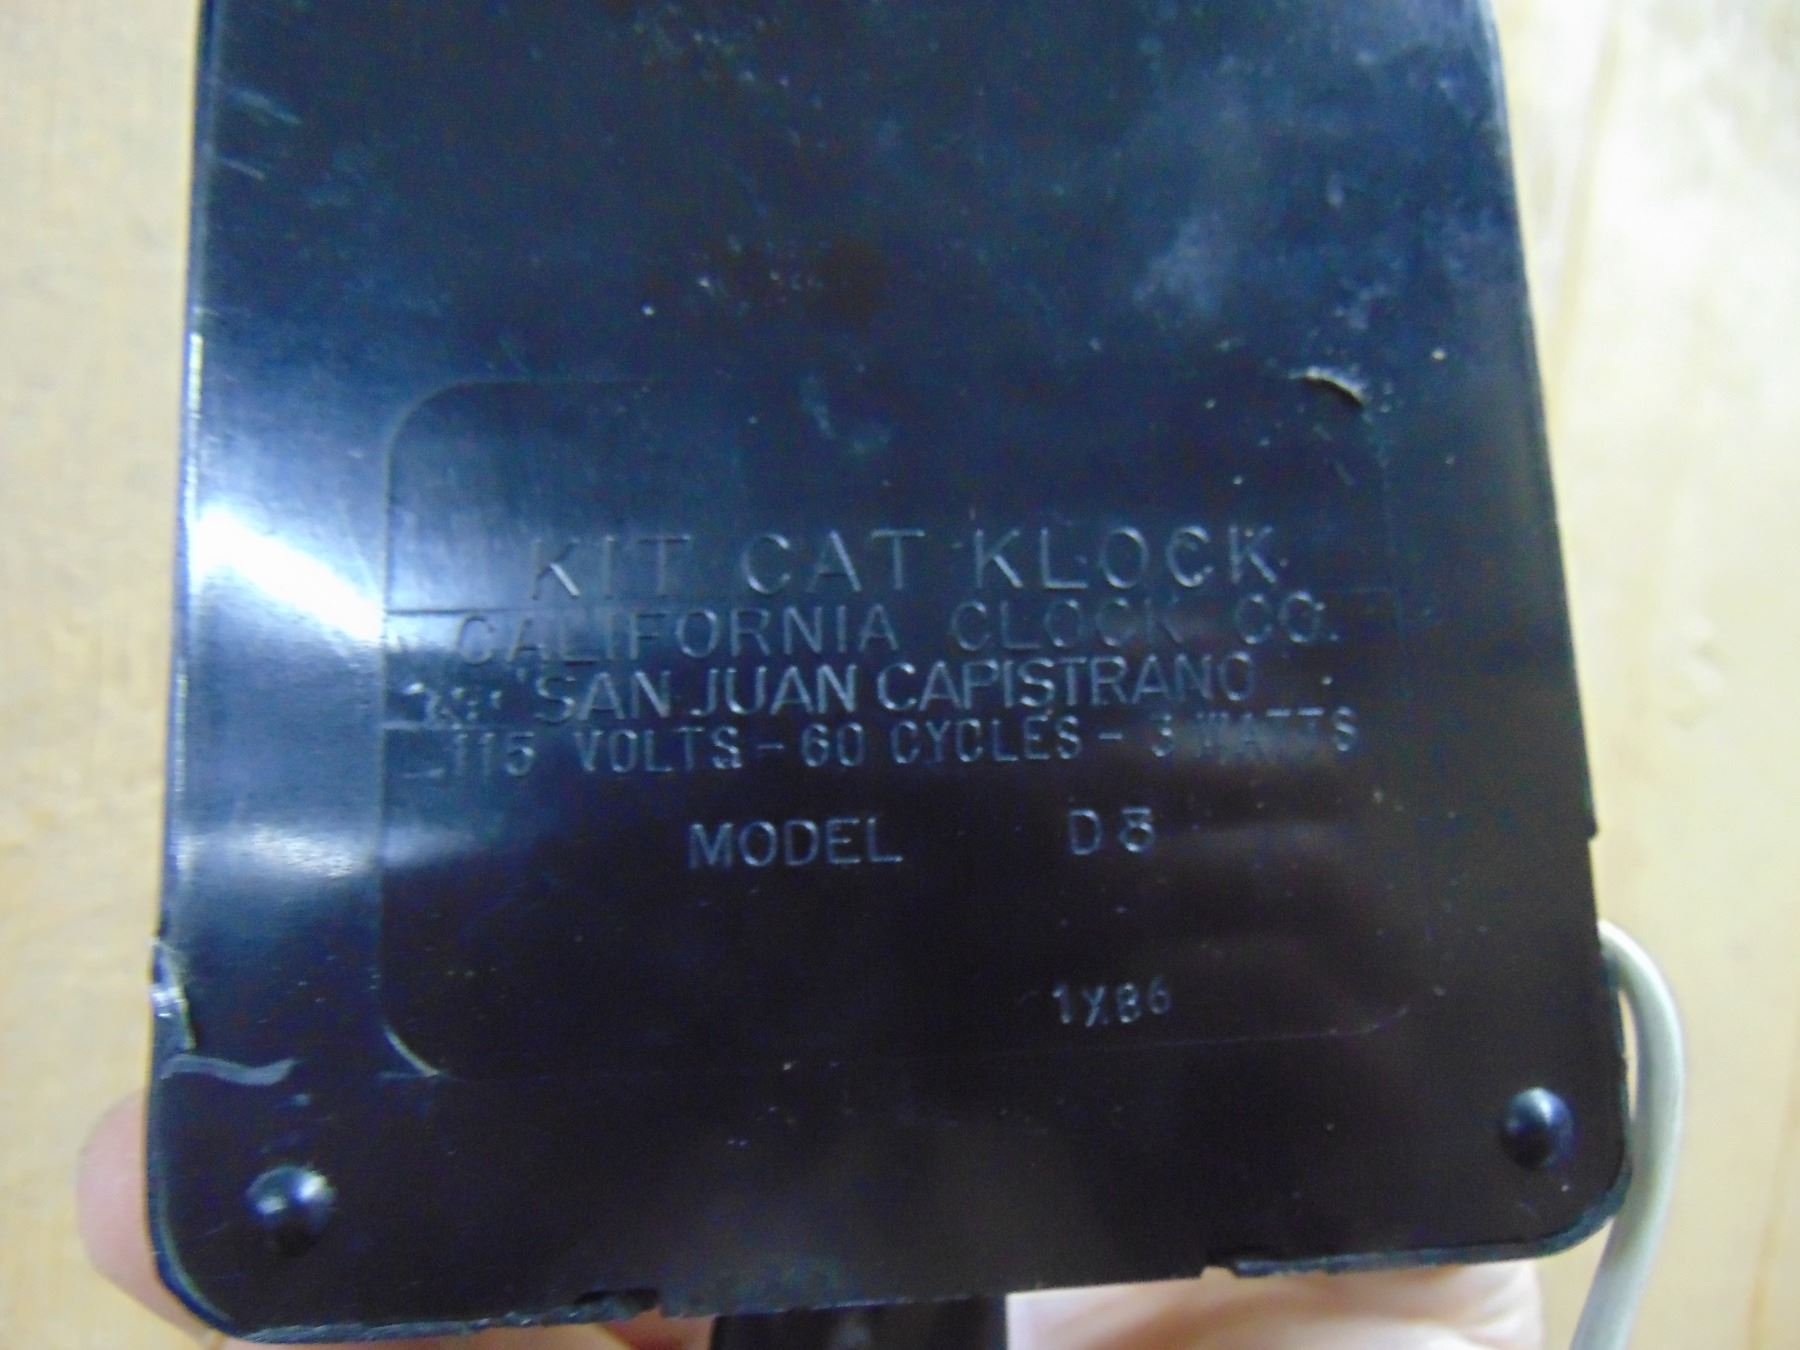 KIT CAT KLOCK
CALIFORNIA CLOCK CO.
SAN JUAN CAPISTRANO
115 VOLTS - 60 CYCLES - 3 WATTS
MODEL D8
1X86